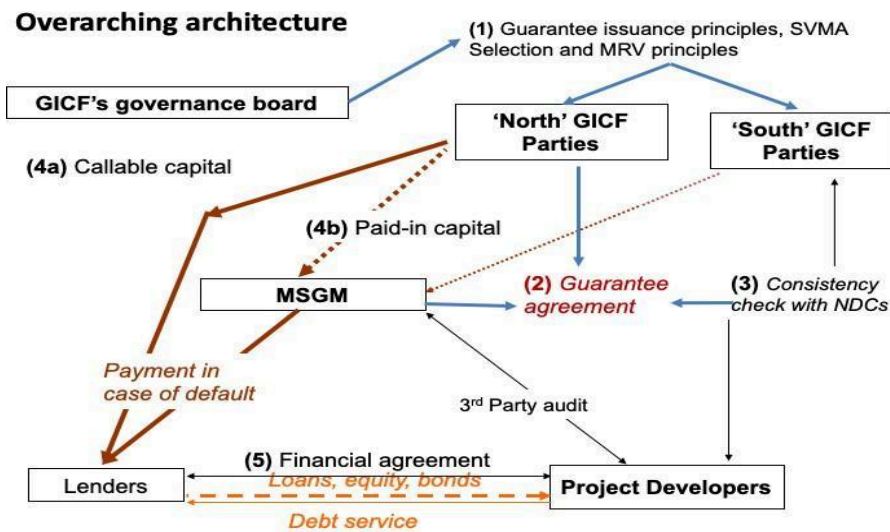 Overarching architecture
(1) Guarantee issuance principles, SVMA
Selection and MRV principles
GICF's governance board
'North' GICF
Parties
'South' GICF
Parties
(4a) Callable capital
(4b) Paid-in capital
MSGM
(2) Guarantee
agreement
(3) Consistency
check with NDCs
Payment in
case of default
3rd Party audit
(5) Financial agreement
Lenders
Loans, equity, bonds
Project Developers
Debt service